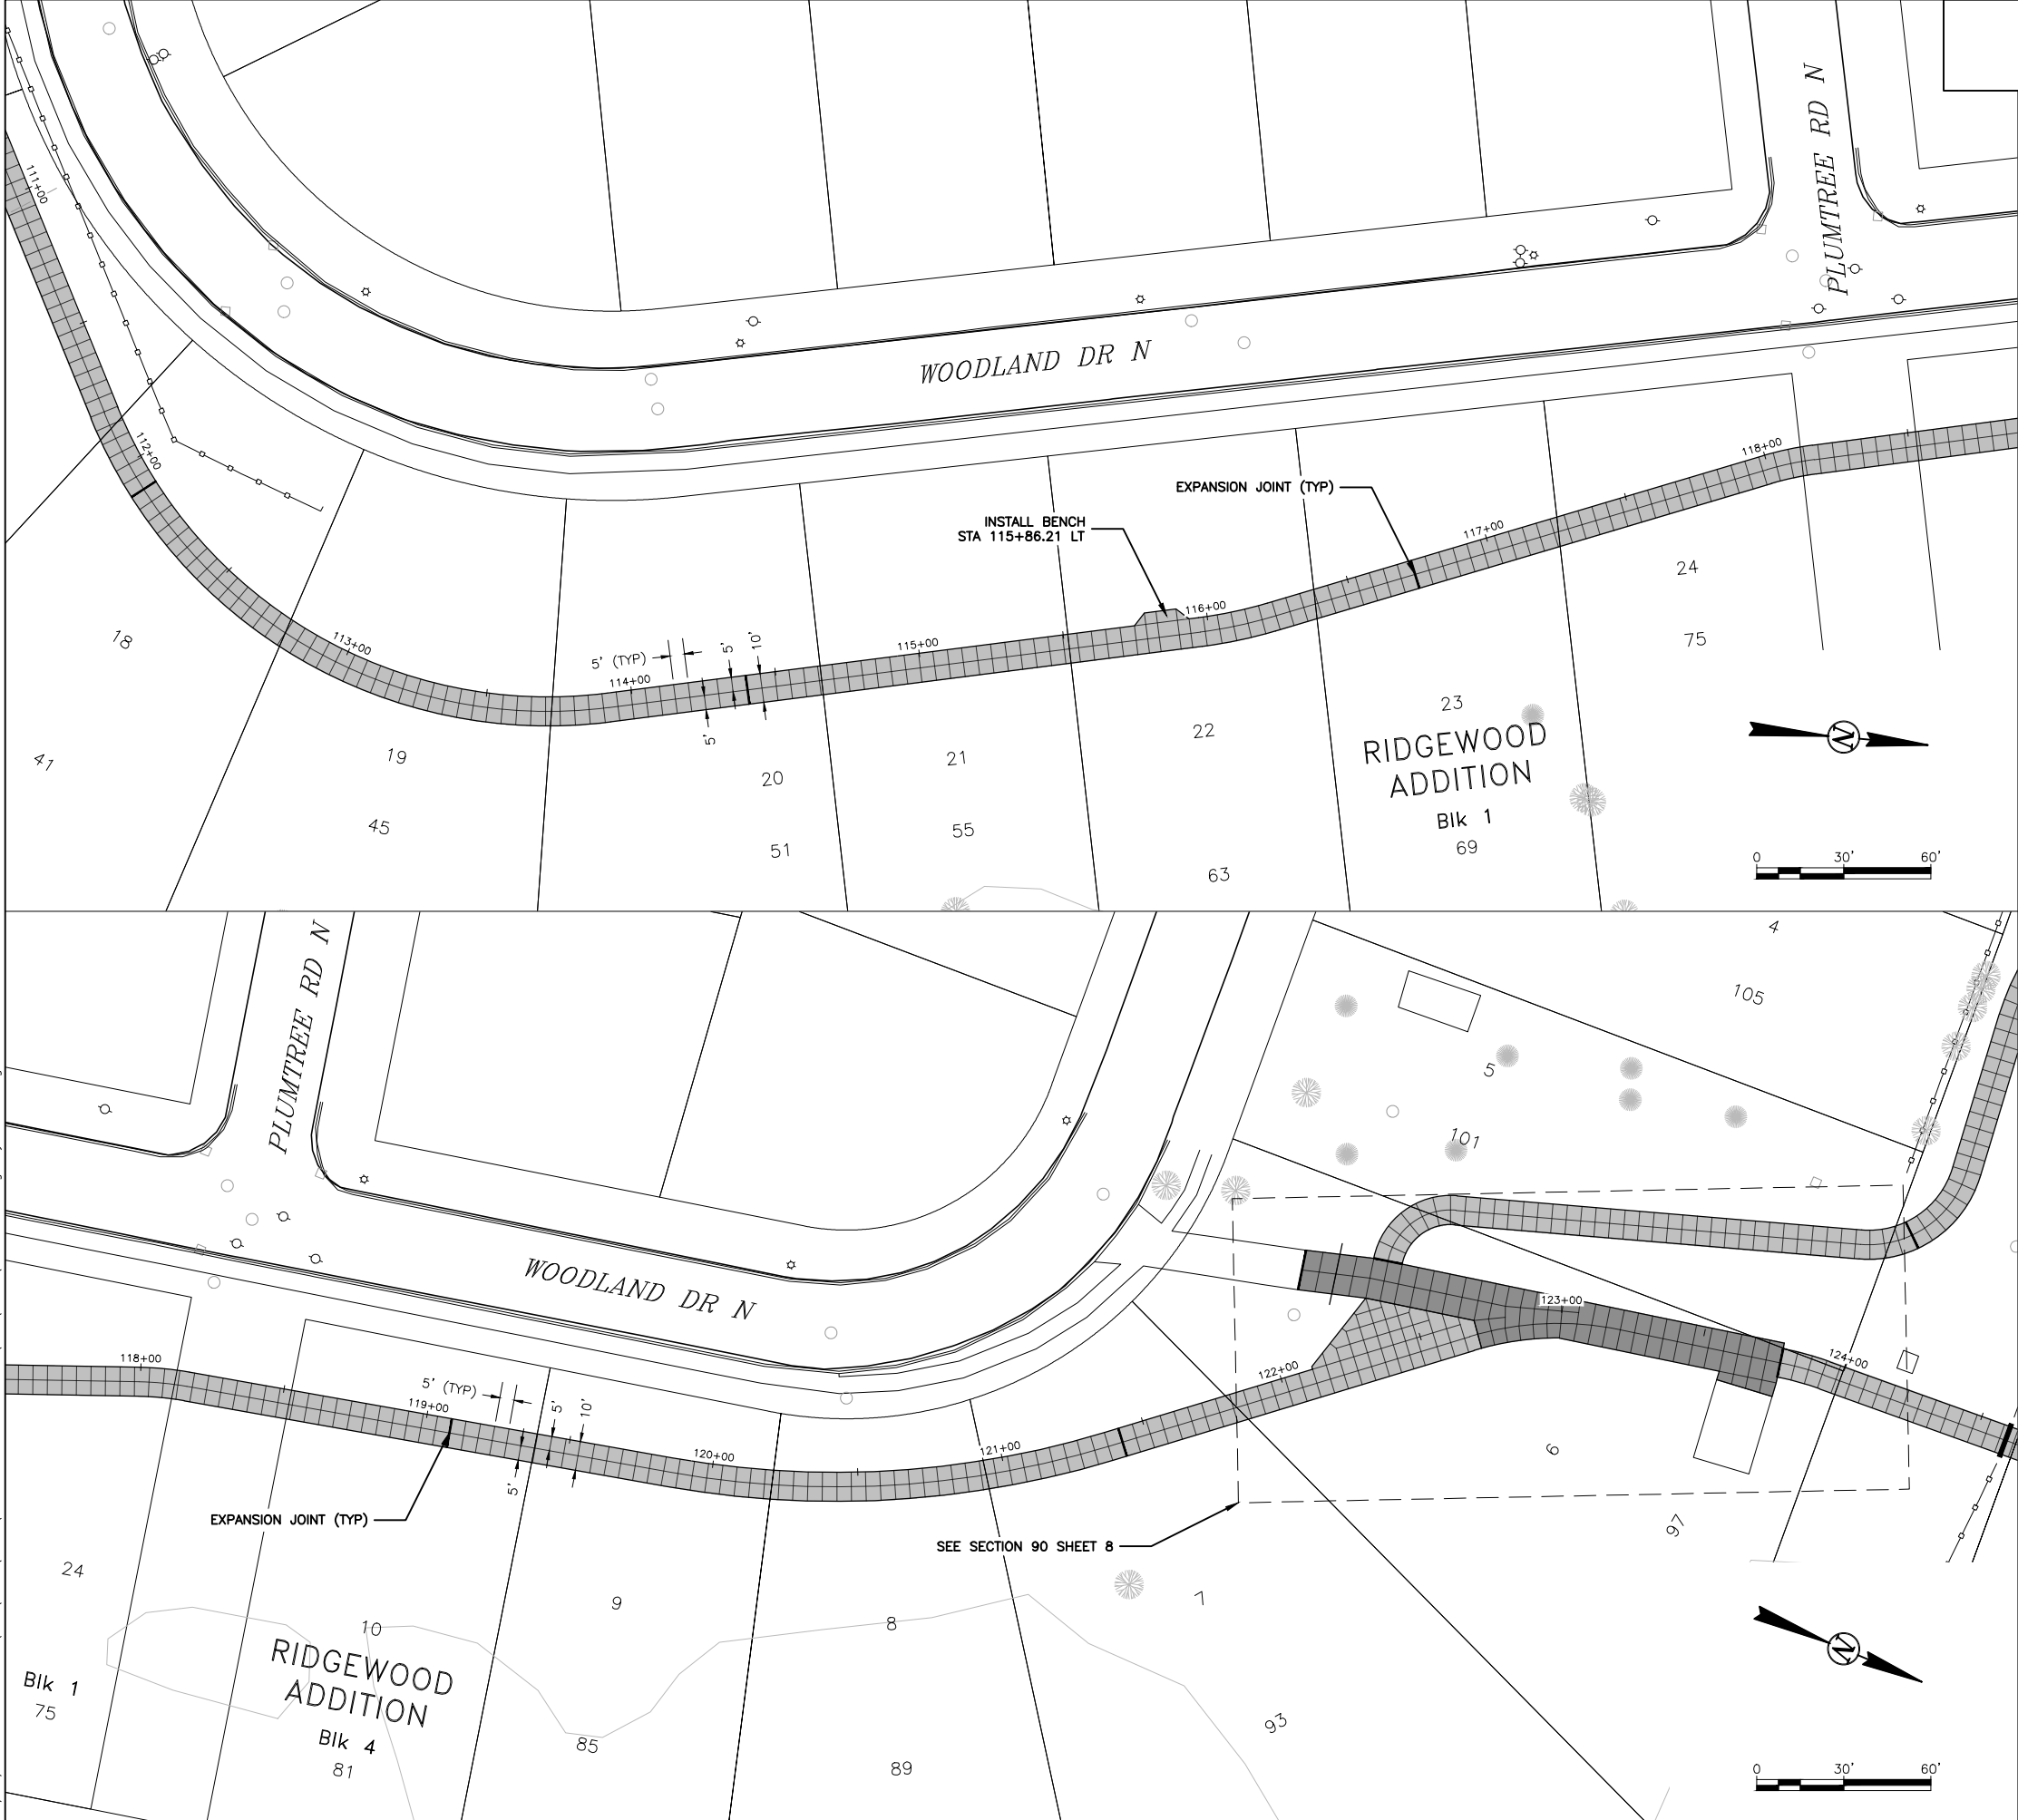 111+00
PLUMTREE RD N
WOODLAND DR N
112+00
118+00
EXPANSION JOINT (TYP)
INSTALL BENCH
STA 115+86.21 LT
117+00
24
116+00
18
113+00
5' (TYP)
5'
10'
115+00
75
114+00
5'
23
22
RIDGEWOOD
ADDITION
N
41
19
21
20
Blk 1
45
55
51
69
63
0 30' 60'
4
PLUMTREE RD N
105
5
101
WOODLAND DR N
123+00
118+00
124+00
5' (TYP)
122+00
119+00
5'
10'
120+00
121+00
5'
6
EXPANSION JOINT (TYP)
97
SEE SECTION 90 SHEET 8
24
9
7
10
8
RIDGEWOOD
ADDITION
N
Blk 1
75
Blk 4
85
93
81
89
0 30' 60'